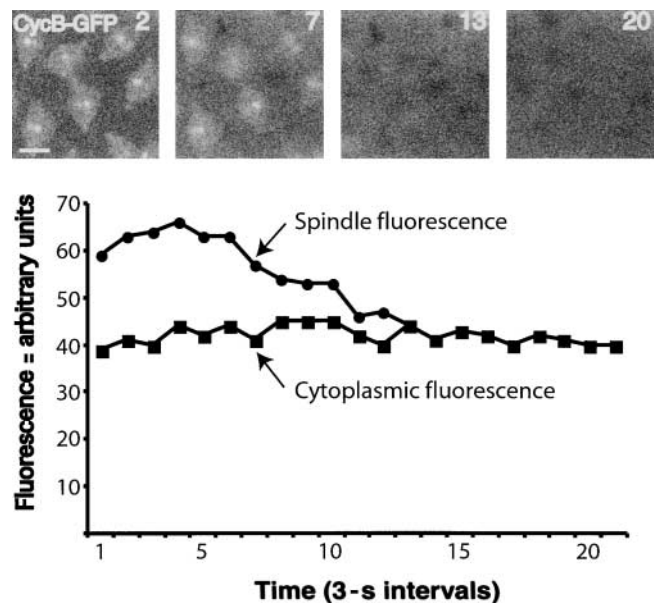 CycB-GFP 2
7
13
20
70
60
50
40
30
20
10
Fluorescence = arbitrary units
Spindle fluorescence
Cytoplasmic fluorescence
1 5 10 15 20
Time (3-s intervals)